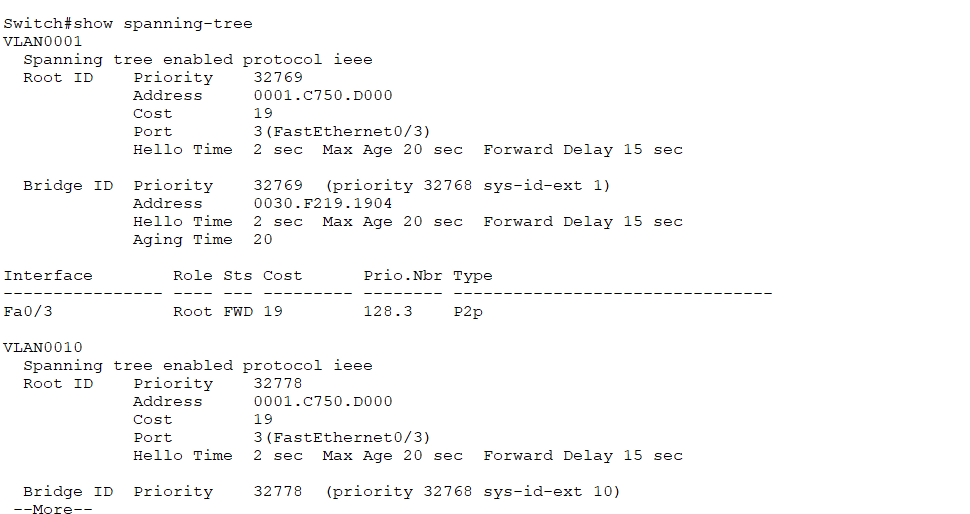 Switch#show spanning-tree
VLAN0001
  Spanning tree enabled protocol ieee
  Root ID    Priority    32769
             Address     0001.C750.D000
             Cost        19
             Port        3(FastEthernet0/3)
             Hello Time  2 sec  Max Age 20 sec  Forward Delay 15 sec

  Bridge ID  Priority    32769  (priority 32768 sys-id-ext 1)
             Address     0030.F219.1904
             Hello Time  2 sec  Max Age 20 sec  Forward Delay 15 sec
             Aging Time  20

Interface        Role Sts Cost      Prio.Nbr Type
---------------- ---- --- --------- -------- --------------------------------
Fa0/3            Root FWD 19        128.3    P2p

VLAN0010
  Spanning tree enabled protocol ieee
  Root ID    Priority    32778
             Address     0001.C750.D000
             Cost        19
             Port        3(FastEthernet0/3)
             Hello Time  2 sec  Max Age 20 sec  Forward Delay 15 sec

  Bridge ID  Priority    32778  (priority 32768 sys-id-ext 10)
 --More--